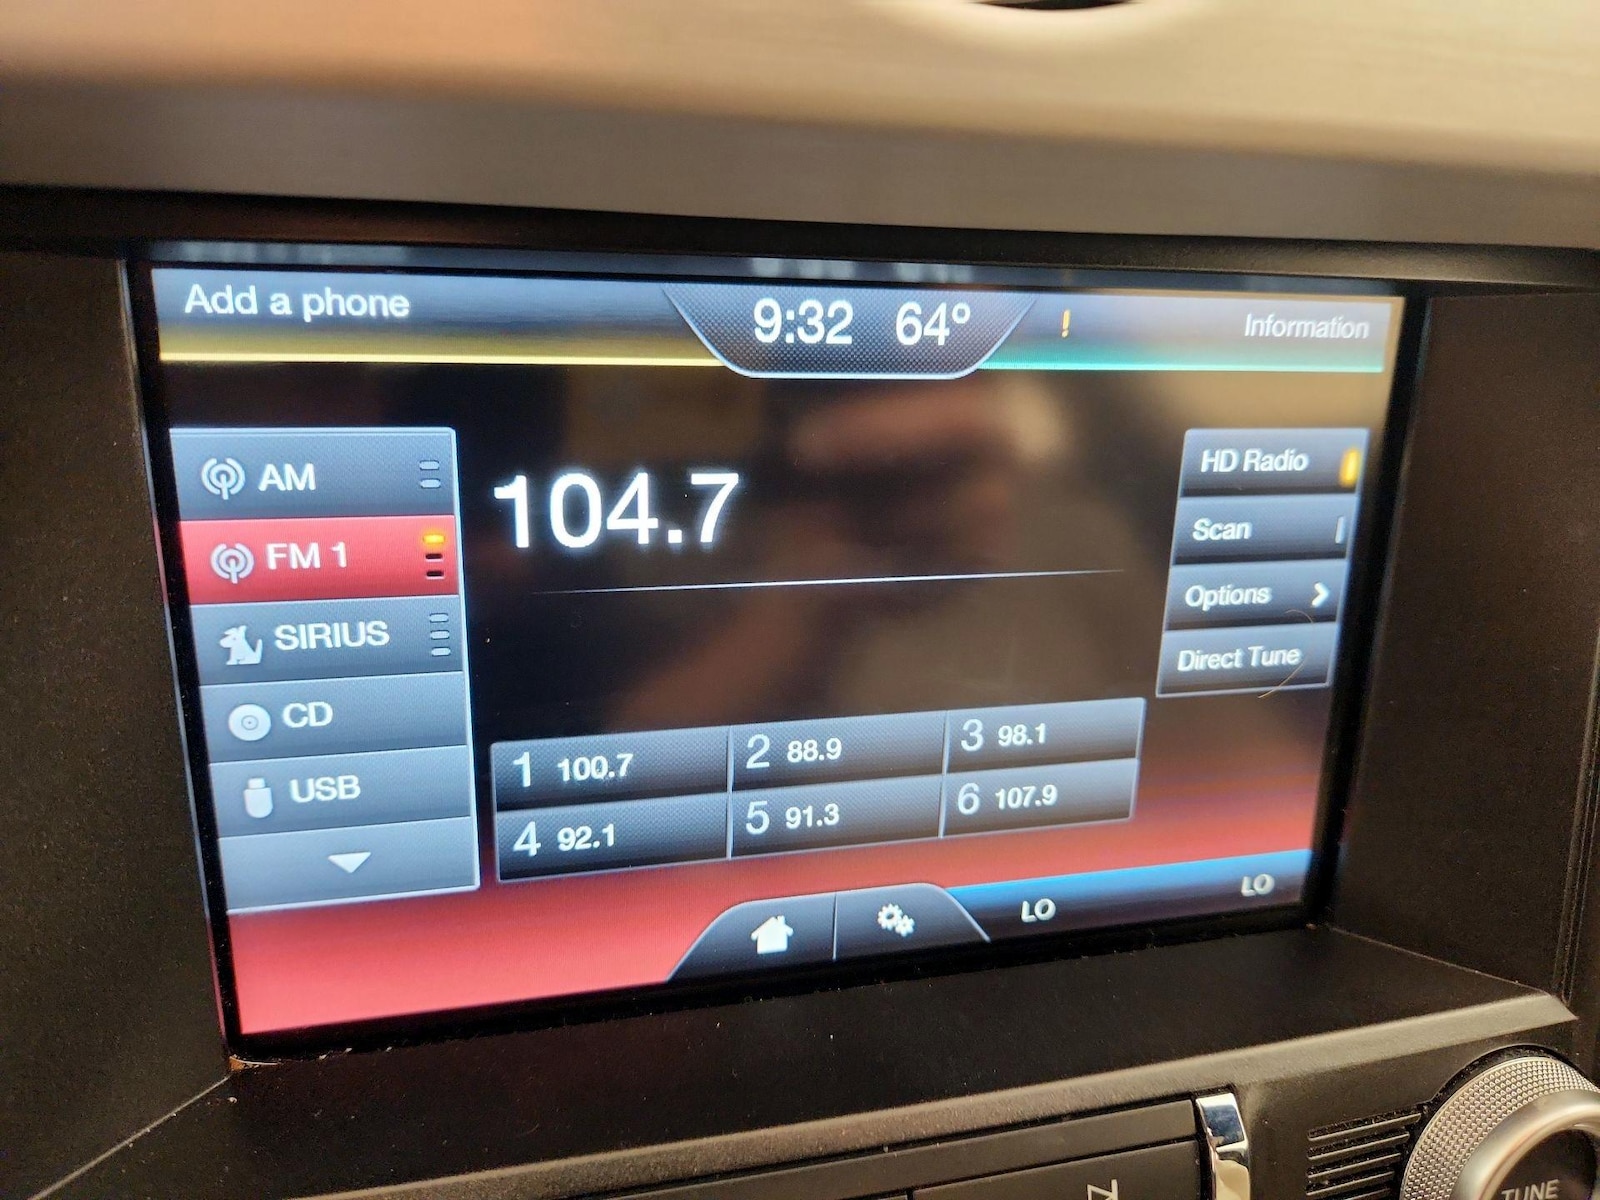 Add a phone
9:32 64°
!
Information
AM
FM 1
SIRIUS
CD
USB
104.7
HD Radio
Scan
Options
Direct Tune
1 100.7
2 88.9
3 98.1
4 92.1
5 91.3
6 107.9
LO
LO
TUNE